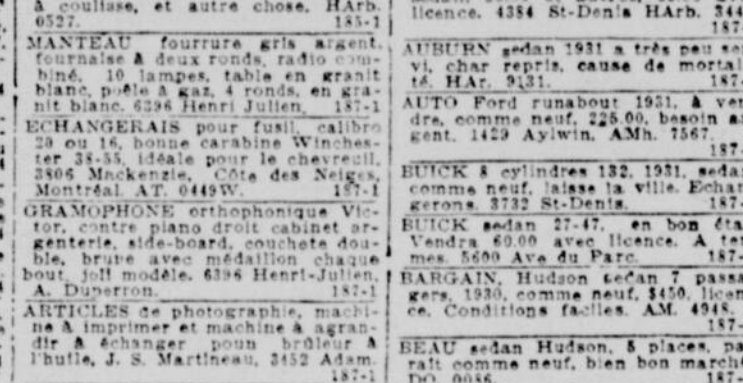 à coulisse, et autre chose. HArb.
0527. 185-1
MANTEAU fourrure gris argent,
fournaise à deux ronds, radio com-
biné, 10 lampes, table en granit
blanc, poêle à gaz, 4 ronds, en gra-
nit blanc. 6396 Henri Julien. 187-1
ECHANGERAIS pour fusil, calibre
20 ou 16, bonne carabine Winches-
ter 38-55, idéale pour le chevreuil.
3806 Mackenzie, Côte des Neiges,
Montréal. AT. 0449W. 187-1
GRAMOPHONE orthophonique Vic-
tor, contre piano droit cabinet ar-
genterie, side-board, couchete dou-
ble, brune avec médaillon chaque
bout, joli modèle. 6396 Henri-Julien,
A. Duperron. 187-1
ARTICLES de photographie, machi-
ne à imprimer et machine à agran-
dir à échanger poun brûleur à
l'huile, J. S. Martineau, 3452 Adam.
187-1
licence. 4384 St-Denis HArb. 344
187-
AUBURN sedan 1931 a très peu se
vi, char repris, cause de mortal
té. HAr. 9131. 187-
AUTO Ford runabout 1931, à ven
dre, comme neuf, 225.00, besoin a
gent. 1429 Aylwin. AMh. 7567.
187-
BUICK 8 cylindres 132, 1931, seda
comme neuf, laisse la ville. Echan
gerons. 3732 St-Denis. 187-
BUICK sedan 27-47, en bon éta
Vendra 60.00 avec licence. A ter
mes. 5600 Ave du Parc. 187-
BARGAIN, Hudson sedan 7 passa
gers, 1930, comme neuf, $450, licen
ce. Conditions faciles. AM. 4948.
187-
BEAU sedan Hudson, 5 places, pa
rait comme neuf, bien bon march
DO. 0086. 187-